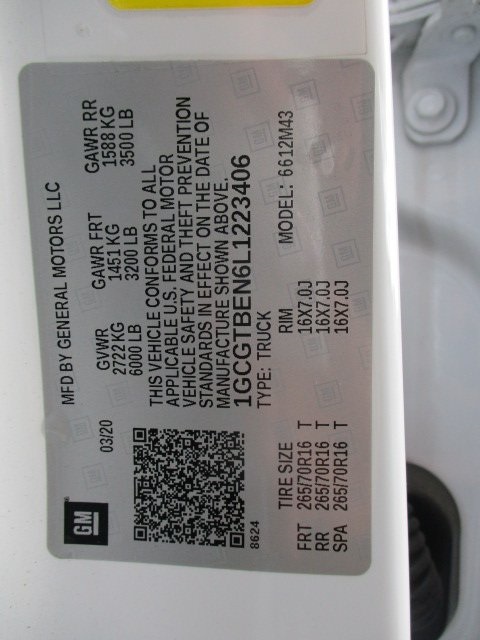 GM
MFD BY GENERAL MOTORS LLC
03/20
GVWR GAWR FRT GAWR RR
2722 KG 1451 KG 1588 KG
6000 LB 3200 LB 3500 LB
THIS VEHICLE CONFORMS TO ALL
APPLICABLE U.S. FEDERAL MOTOR
VEHICLE SAFETY AND THEFT PREVENTION
STANDARDS IN EFFECT ON THE DATE OF
MANUFACTURE SHOWN ABOVE.
1GCGTBEN6L1223406
8624
TYPE: TRUCK MODEL: 6612M43
TIRE SIZE RIM
FRT 265/70R16 T 16X7.0J
RR 265/70R16 T 16X7.0J
SPA 265/70R16 T 16X7.0J